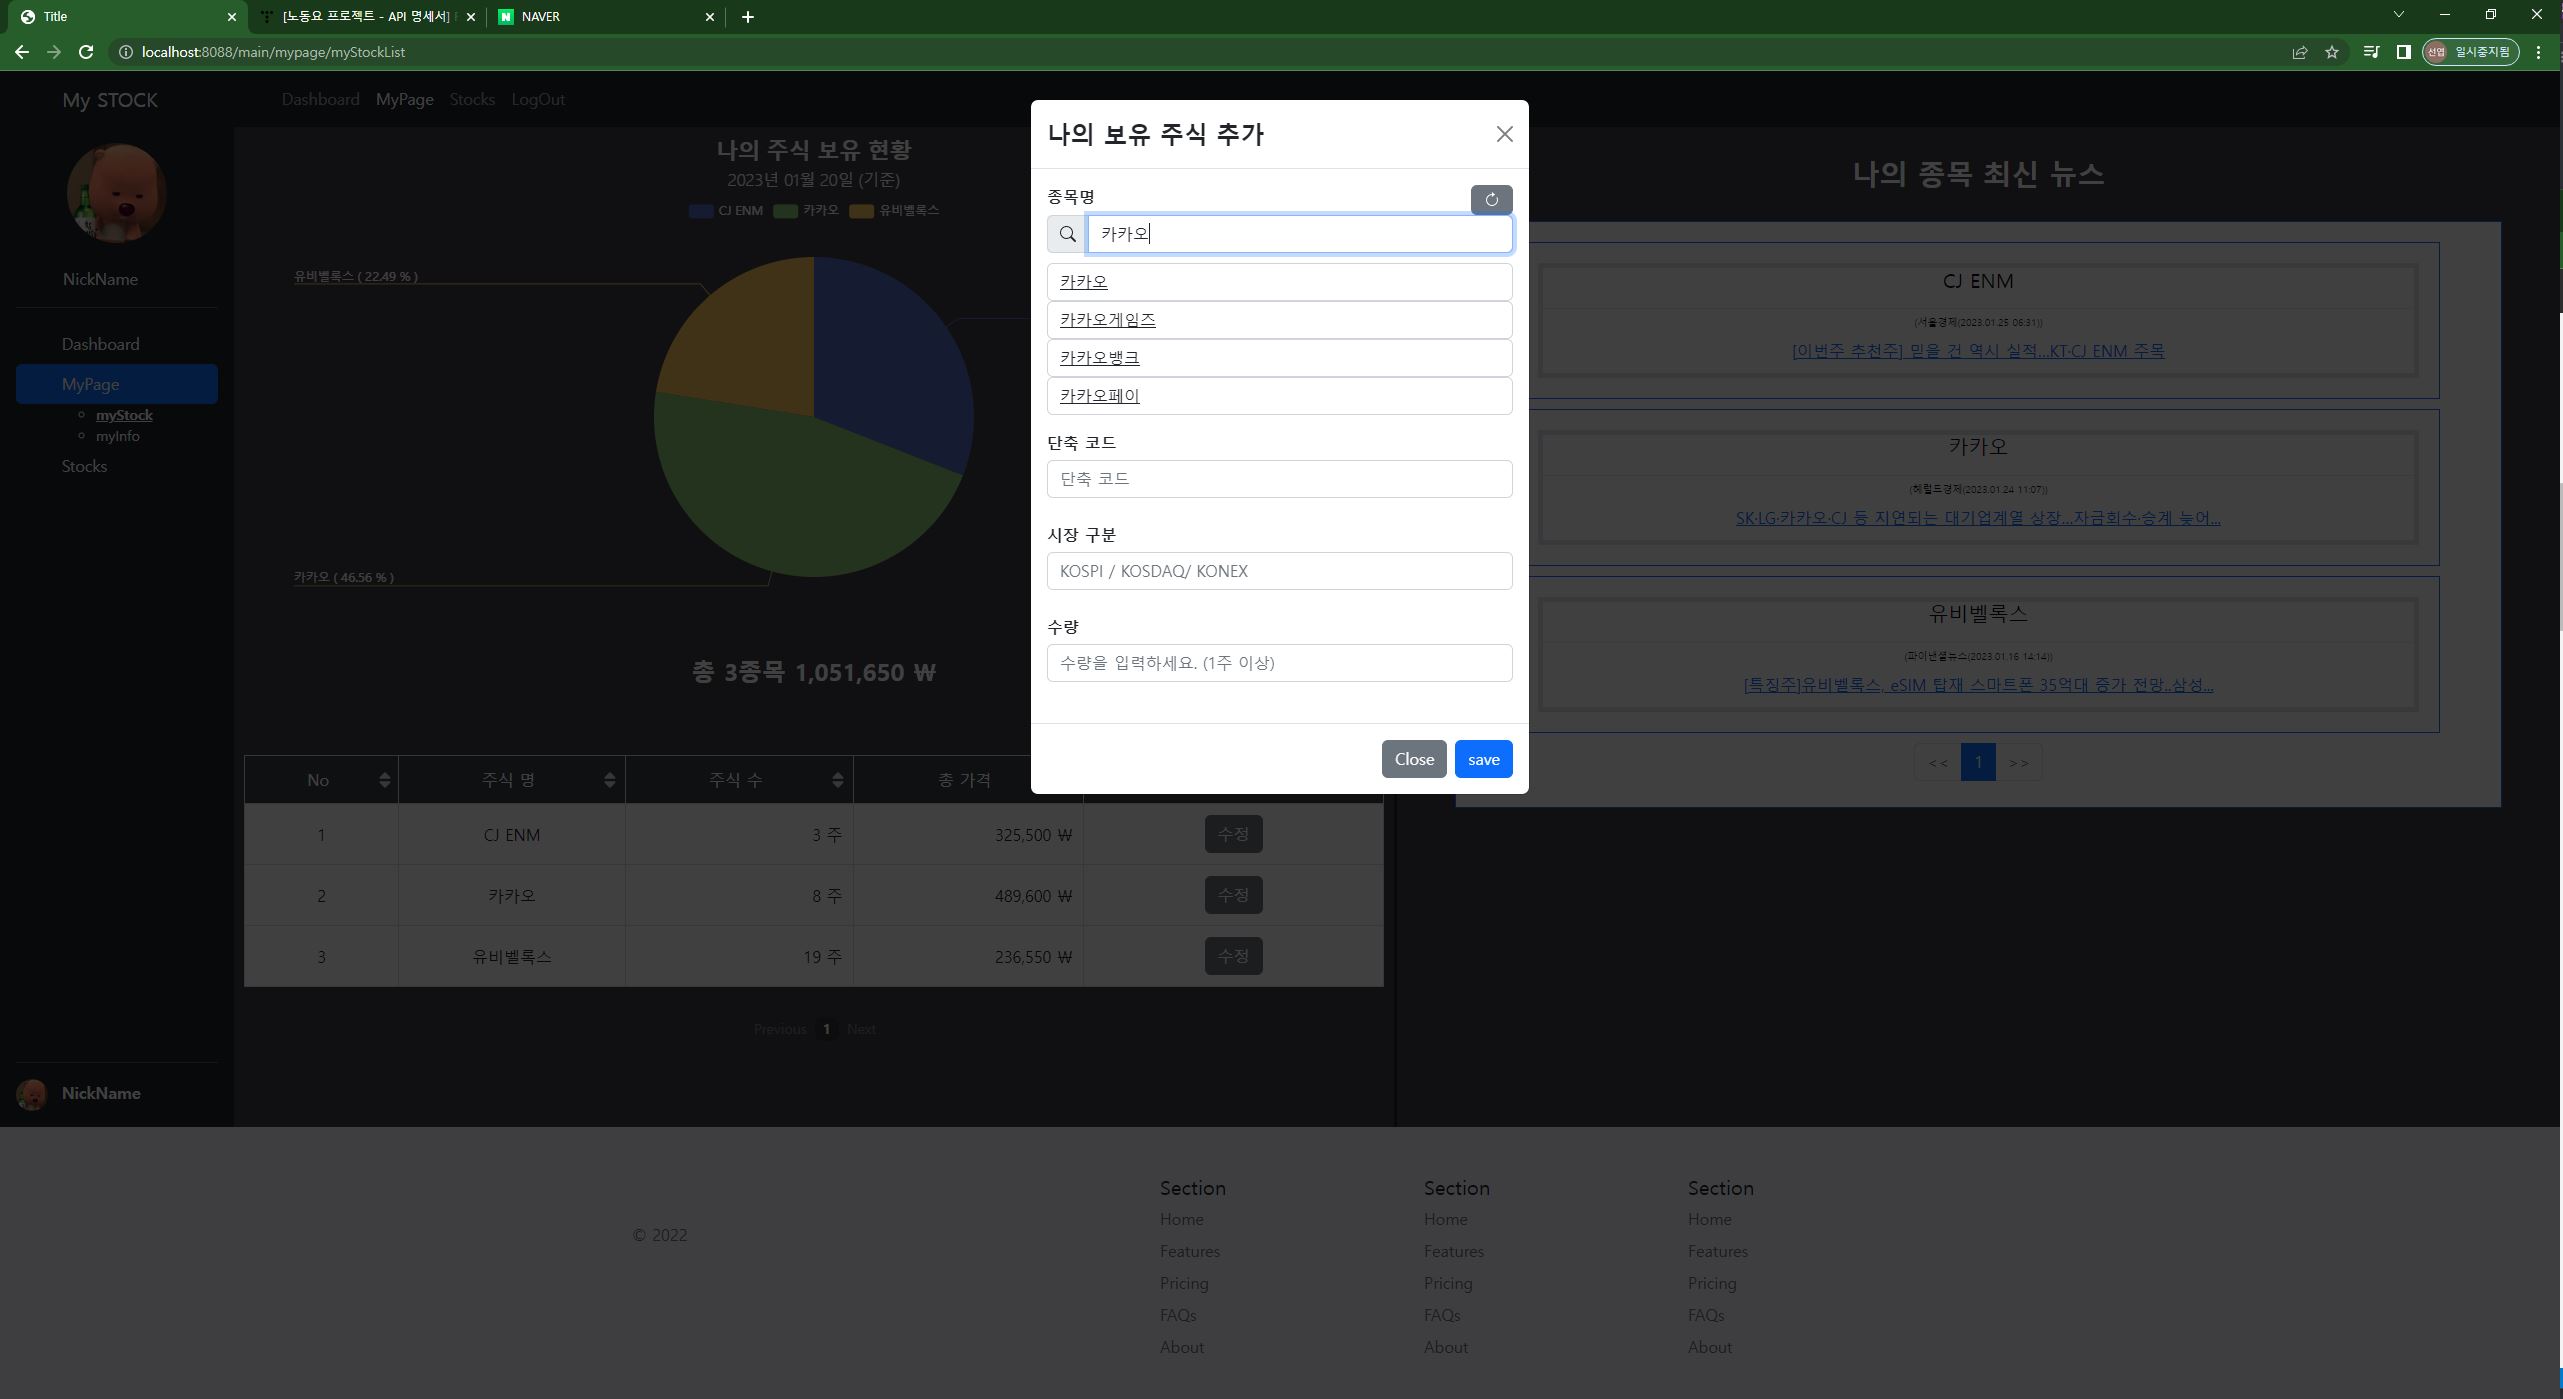 Title
[노동요 프로젝트 - API 명세서]
NAVER
localhost:8088/main/mypage/myStockList
선엽 일시중지됨
My STOCK
Dashboard MyPage Stocks LogOut
NickName
Dashboard
MyPage
myStock
myInfo
Stocks
NickName
나의 주식 보유 현황
2023년 01월 20일 (기준)
CJ ENM 카카오 유비벨록스
유비벨록스 ( 22.49 % )
카카오 ( 46.56 % )
총 3종목 1,051,650 ₩
No 주식 명 주식 수 총 가격
1 CJ ENM 3 주 325,500 ₩ 수정
2 카카오 8 주 489,600 ₩ 수정
3 유비벨록스 19 주 236,550 ₩ 수정
Previous 1 Next
나의 보유 주식 추가
종목명
카카오
카카오
카카오게임즈
카카오뱅크
카카오페이
단축 코드
단축 코드
시장 구분
KOSPI / KOSDAQ/ KONEX
수량
수량을 입력하세요. (1주 이상)
Close save
나의 종목 최신 뉴스
CJ ENM
(서울경제(2023.01.25 06:31))
[이번주 추천주] 믿을 건 역시 실적…KT·CJ ENM 주목
카카오
(헤럴드경제(2023.01.24 11:07))
SK·LG·카카오·CJ 등 지연되는 대기업계열 상장…자금회수·승계 늦어...
유비벨록스
(파이낸셜뉴스(2023.01.16 14:14))
[특징주]유비벨록스, eSIM 탑재 스마트폰 35억대 증가 전망..삼성...
<< 1 >>
© 2022
Section
Home
Features
Pricing
FAQs
About
Section
Home
Features
Pricing
FAQs
About
Section
Home
Features
Pricing
FAQs
About